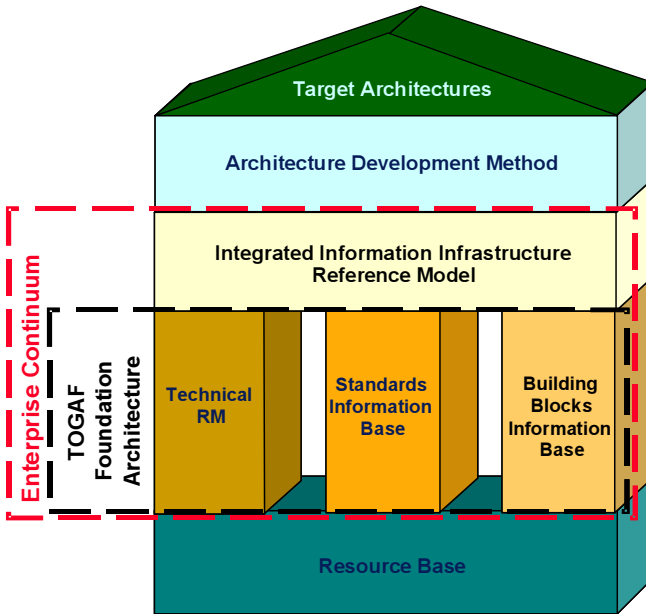 Target Architectures
Architecture Development Method
Integrated Information Infrastructure
Reference Model
Enterprise Continuum
TOGAF
Foundation
Architecture
Technical
RM
Standards
Information
Base
Building
Blocks
Information
Base
Resource Base